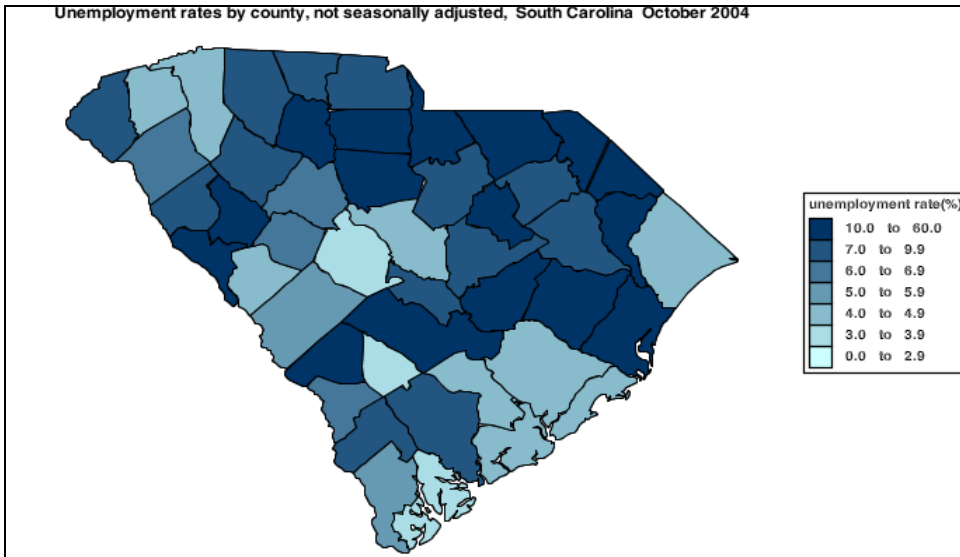 Unemployment rates by county, not seasonally adjusted, South Carolina October 2004
unemployment rate(%)
10.0 to 60.0
7.0 to 9.9
6.0 to 6.9
5.0 to 5.9
4.0 to 4.9
3.0 to 3.9
0.0 to 2.9